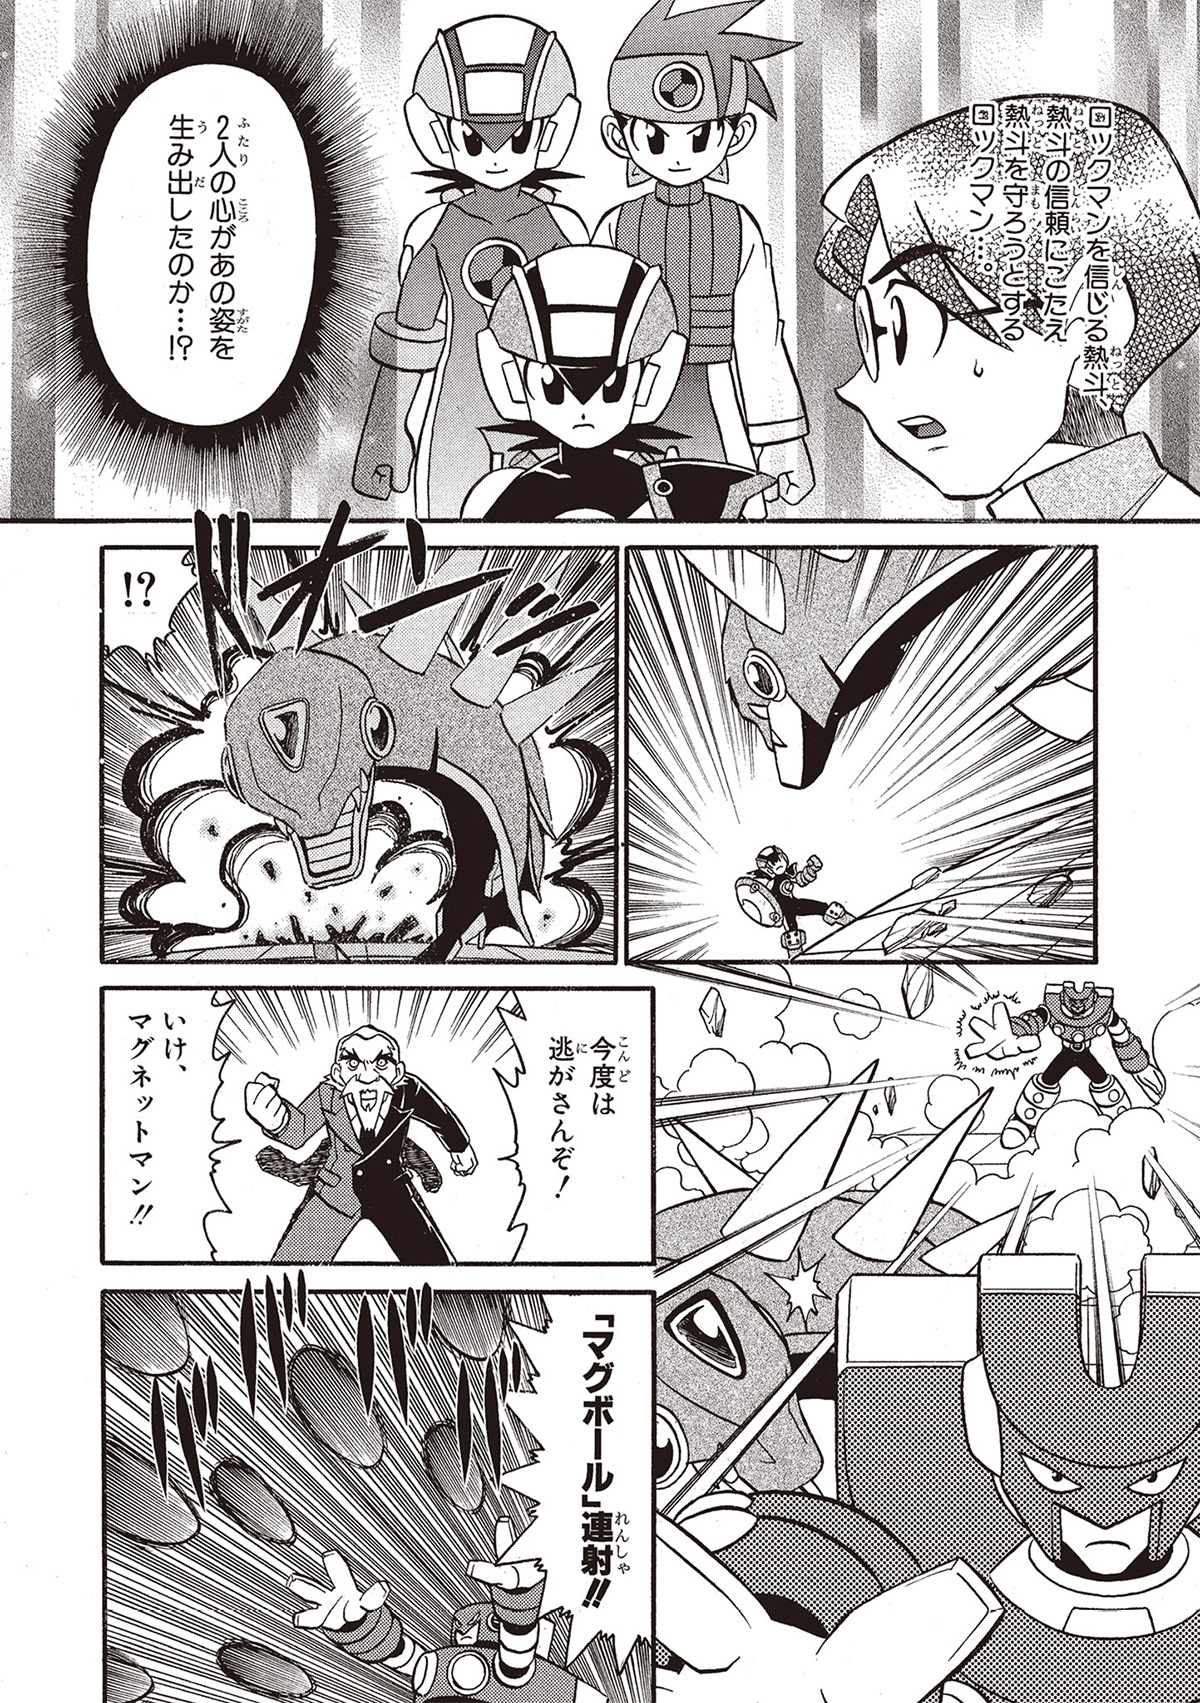 ロックマンを信じる熱斗、
熱斗の信頼にこたえ
熱斗を守ろうとする
ロックマン…。
2人の心があの姿を
生み出したのか…!?
ドドォン
!?
今度は
逃がさんぞ!
いけ、
マグネットマン!!
「マグボール」連射!!